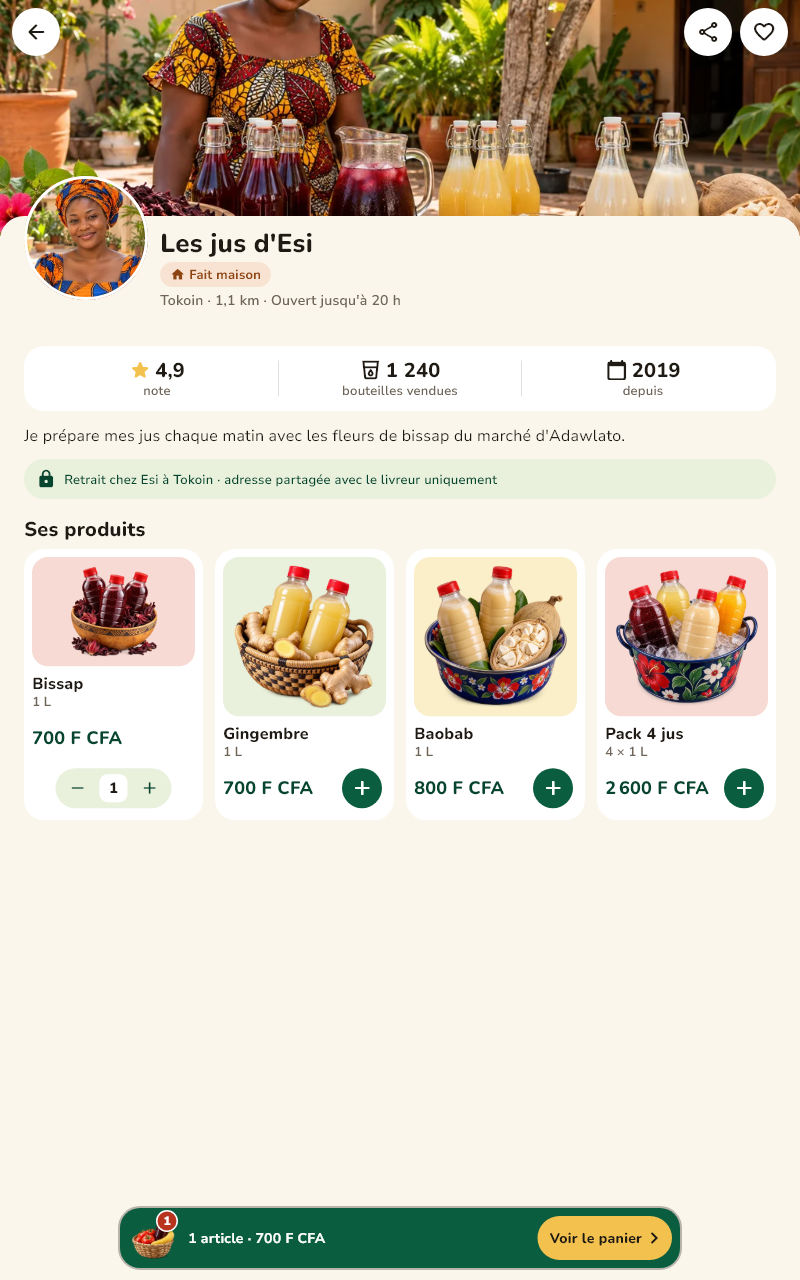 Les jus d'Esi
Fait maison
Tokoin · 1,1 km · Ouvert jusqu'à 20 h
4,9
note
1 240
bouteilles vendues
2019
depuis
Je prépare mes jus chaque matin avec les fleurs de bissap du marché d'Adawlato.
Retrait chez Esi à Tokoin · adresse partagée avec le livreur uniquement
Ses produits
Bissap
1 L
700 F CFA
1
Gingembre
1 L
700 F CFA
Baobab
1 L
800 F CFA
Pack 4 jus
4 × 1 L
2 600 F CFA
1
1 article · 700 F CFA
Voir le panier